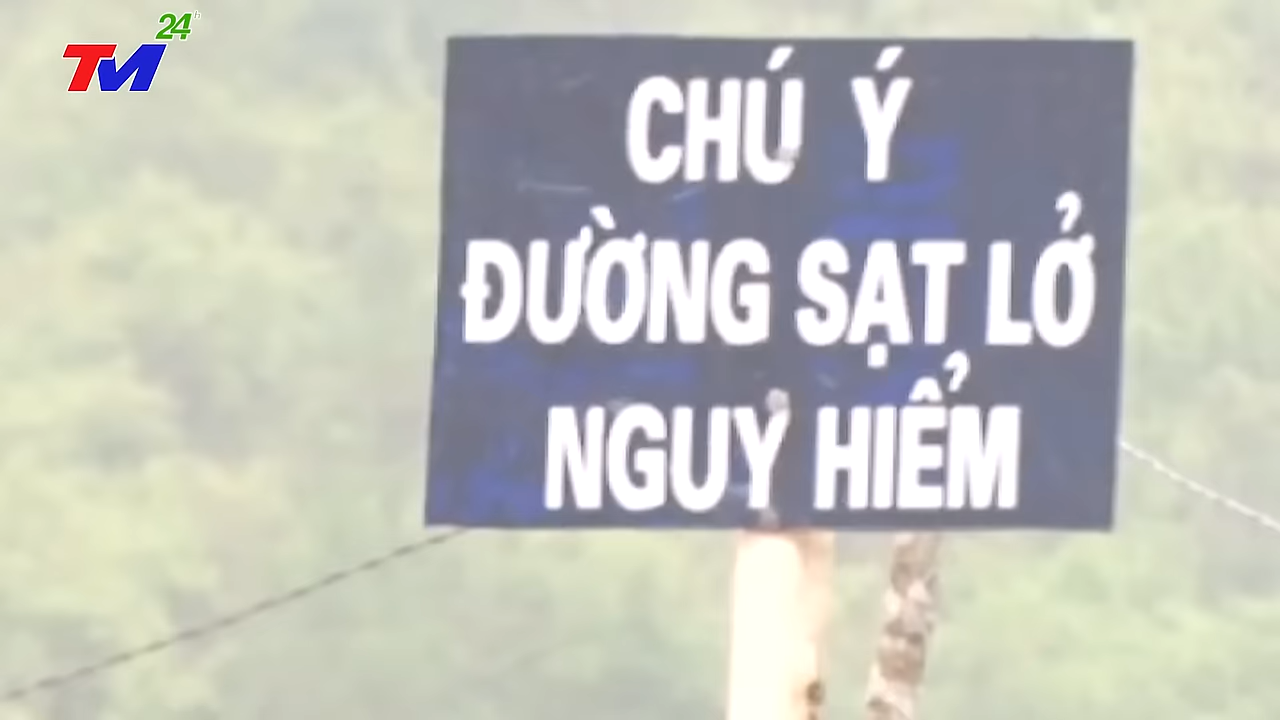 TM 24h
CHÚ Ý
ĐƯỜNG SẠT LỞ
NGUY HIỂM